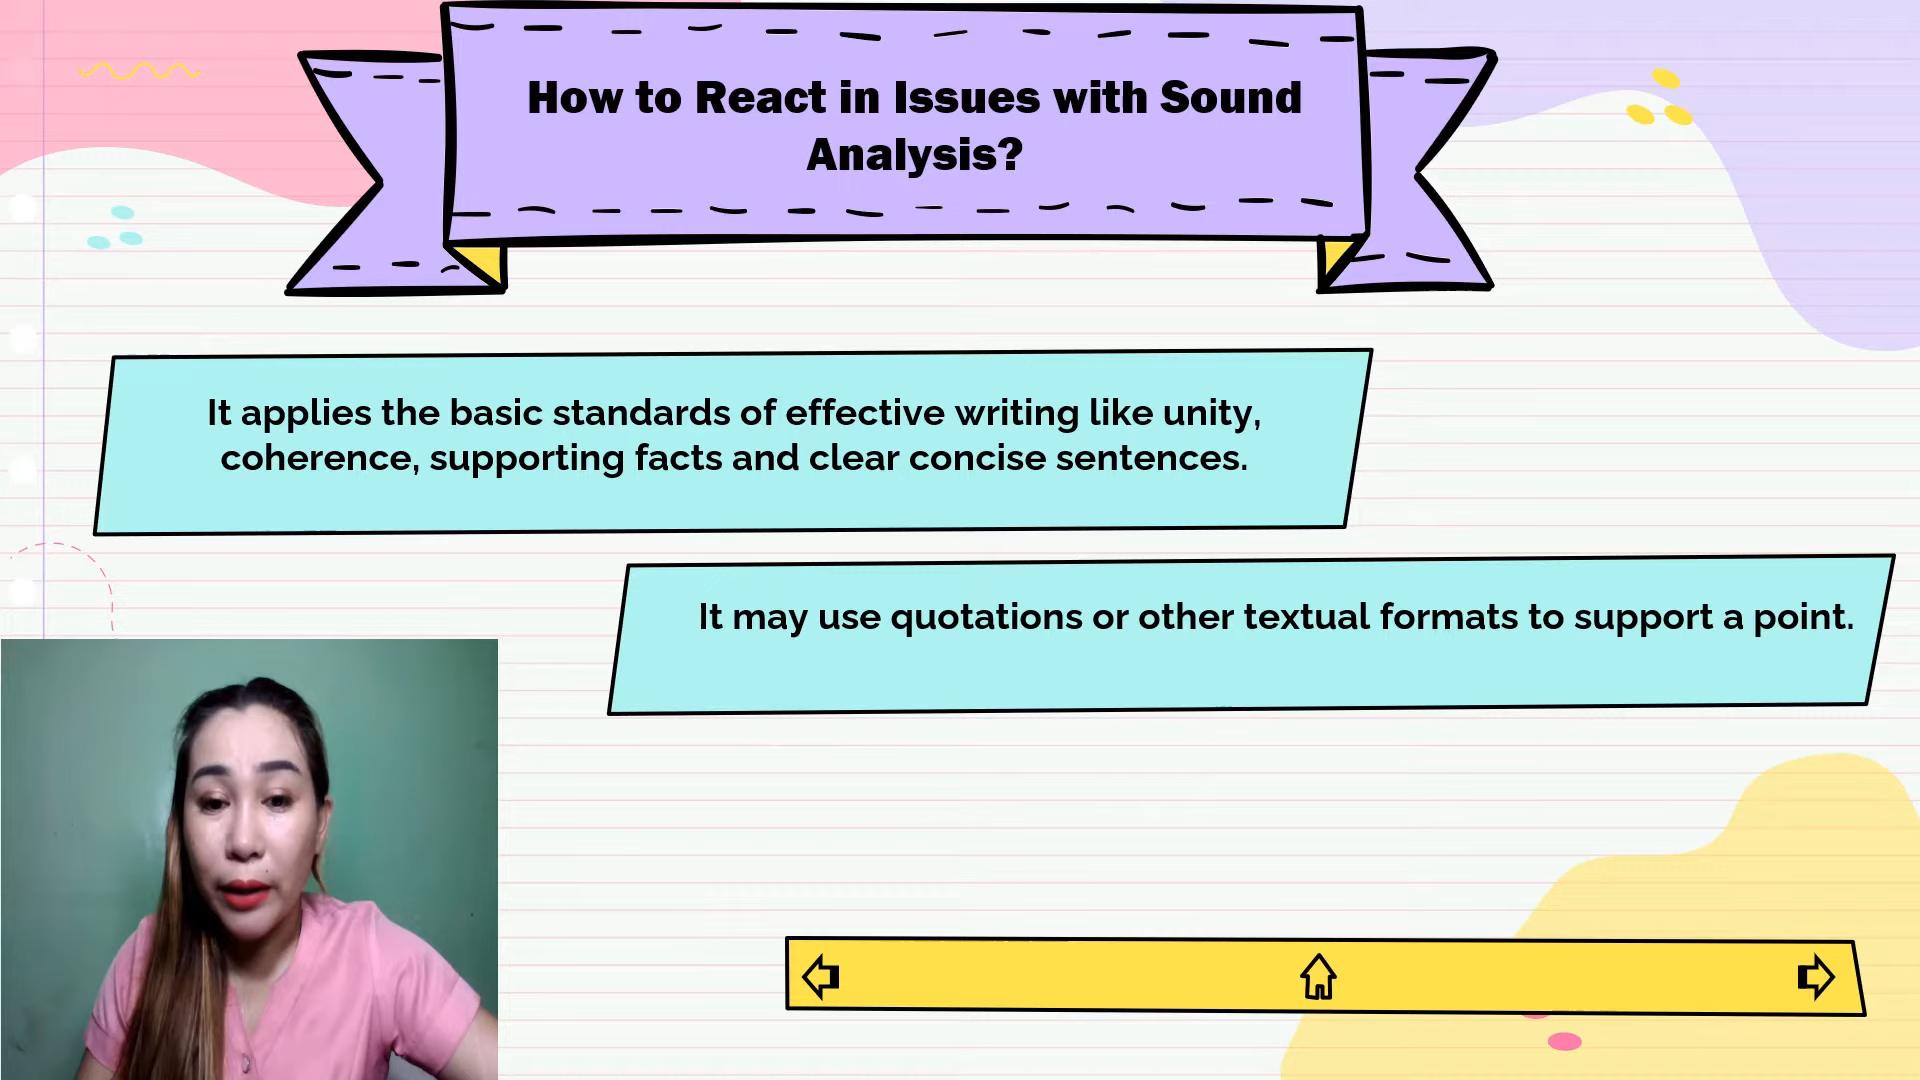 How to React in Issues with Sound
Analysis?
It applies the basic standards of effective writing like unity,
coherence, supporting facts and clear concise sentences.
It may use quotations or other textual formats to support a point.